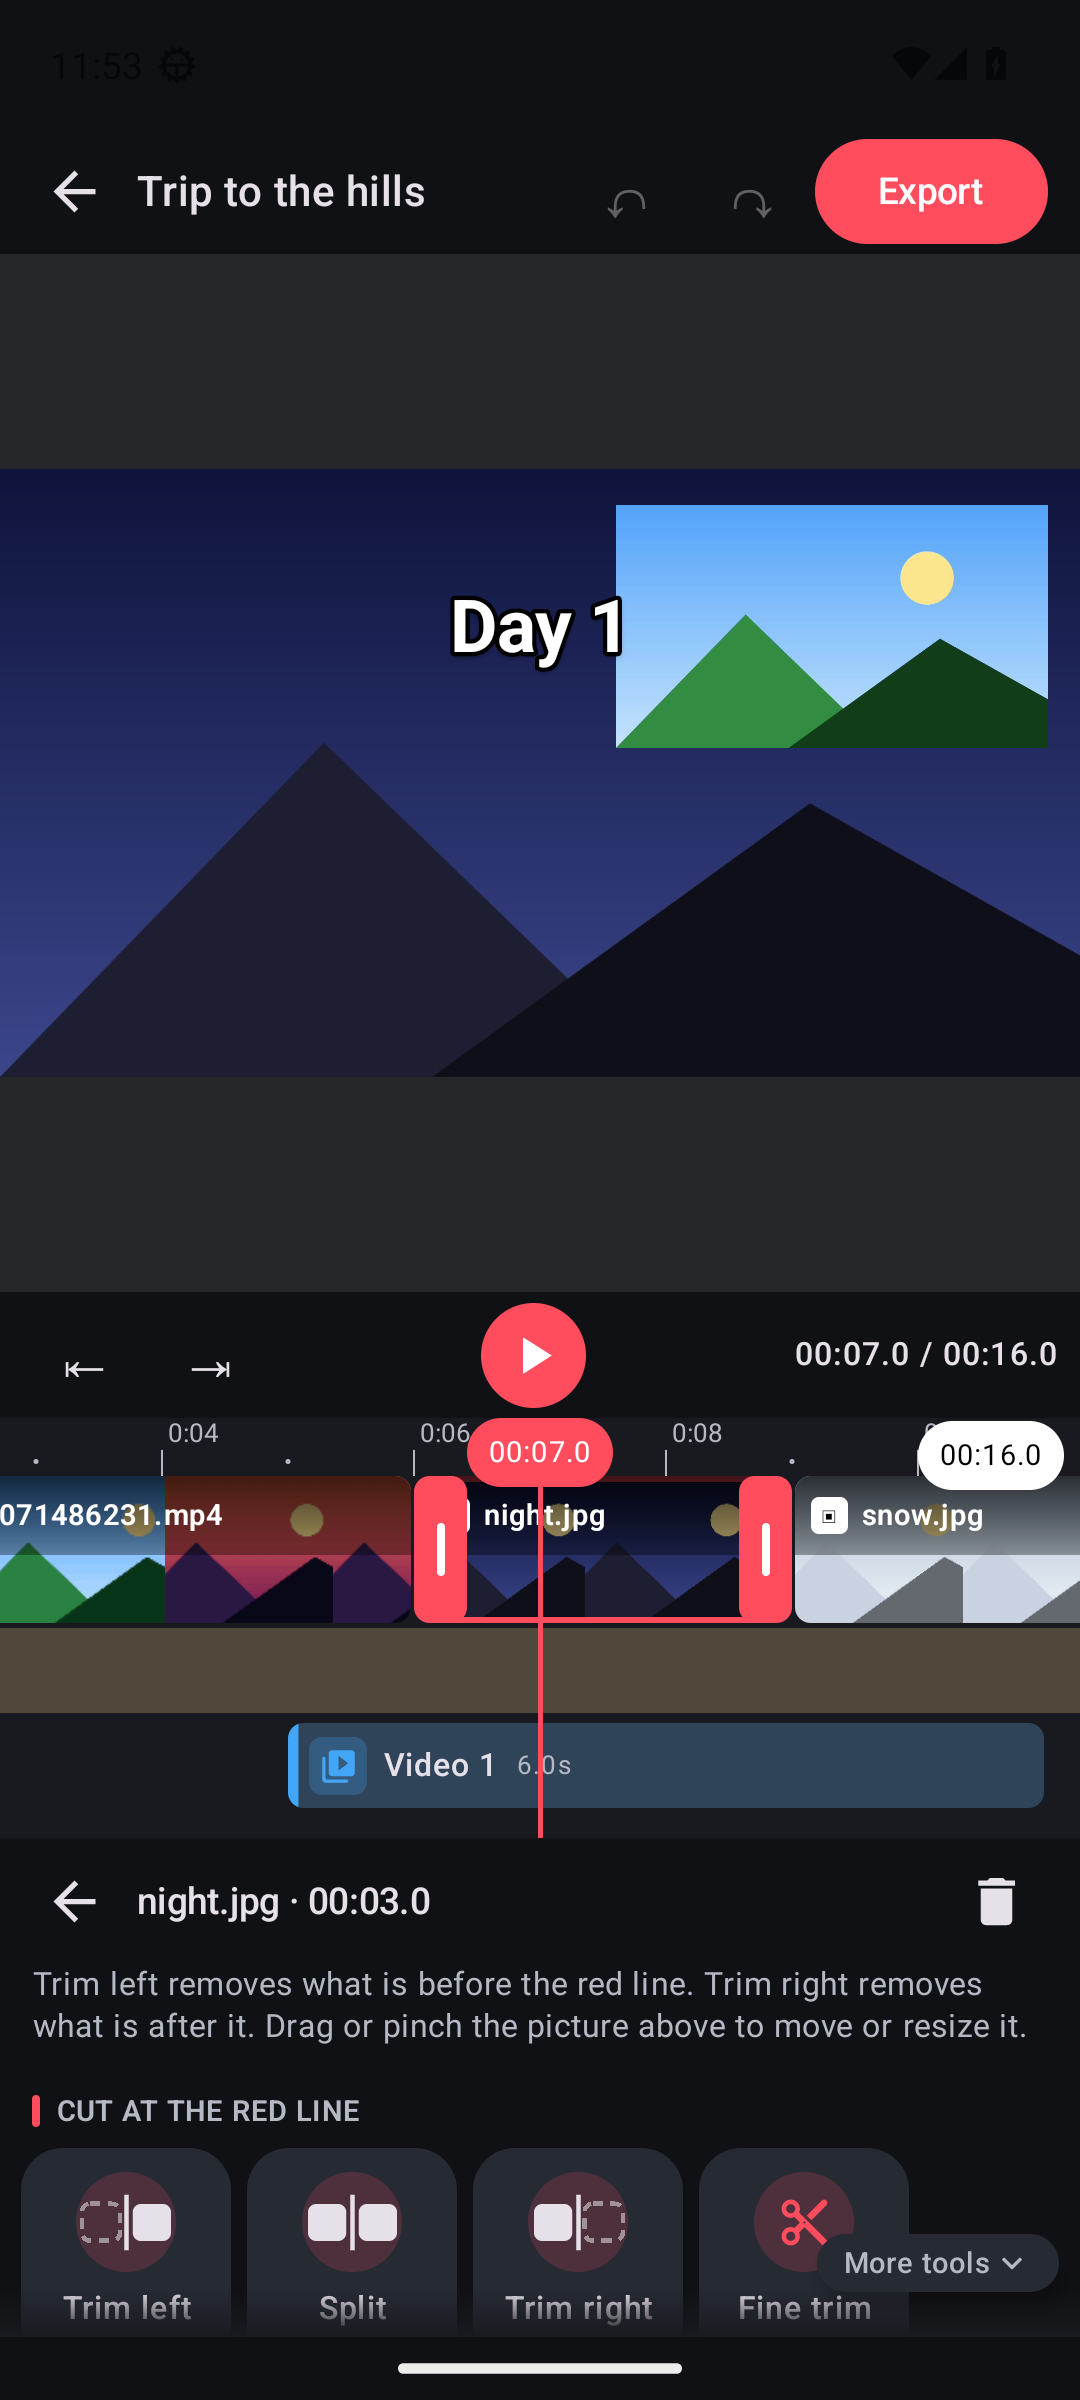 11:53
Trip to the hills
Export
Day 1
00:07.0 / 00:16.0
0:04
0:06
00:07.0
0:08
00:16.0
071486231.mp4
night.jpg
snow.jpg
Video 1 6.0s
night.jpg · 00:03.0
Trim left removes what is before the red line. Trim right removes
what is after it. Drag or pinch the picture above to move or resize it.
CUT AT THE RED LINE
More tools
Trim left
Split
Trim right
Fine trim